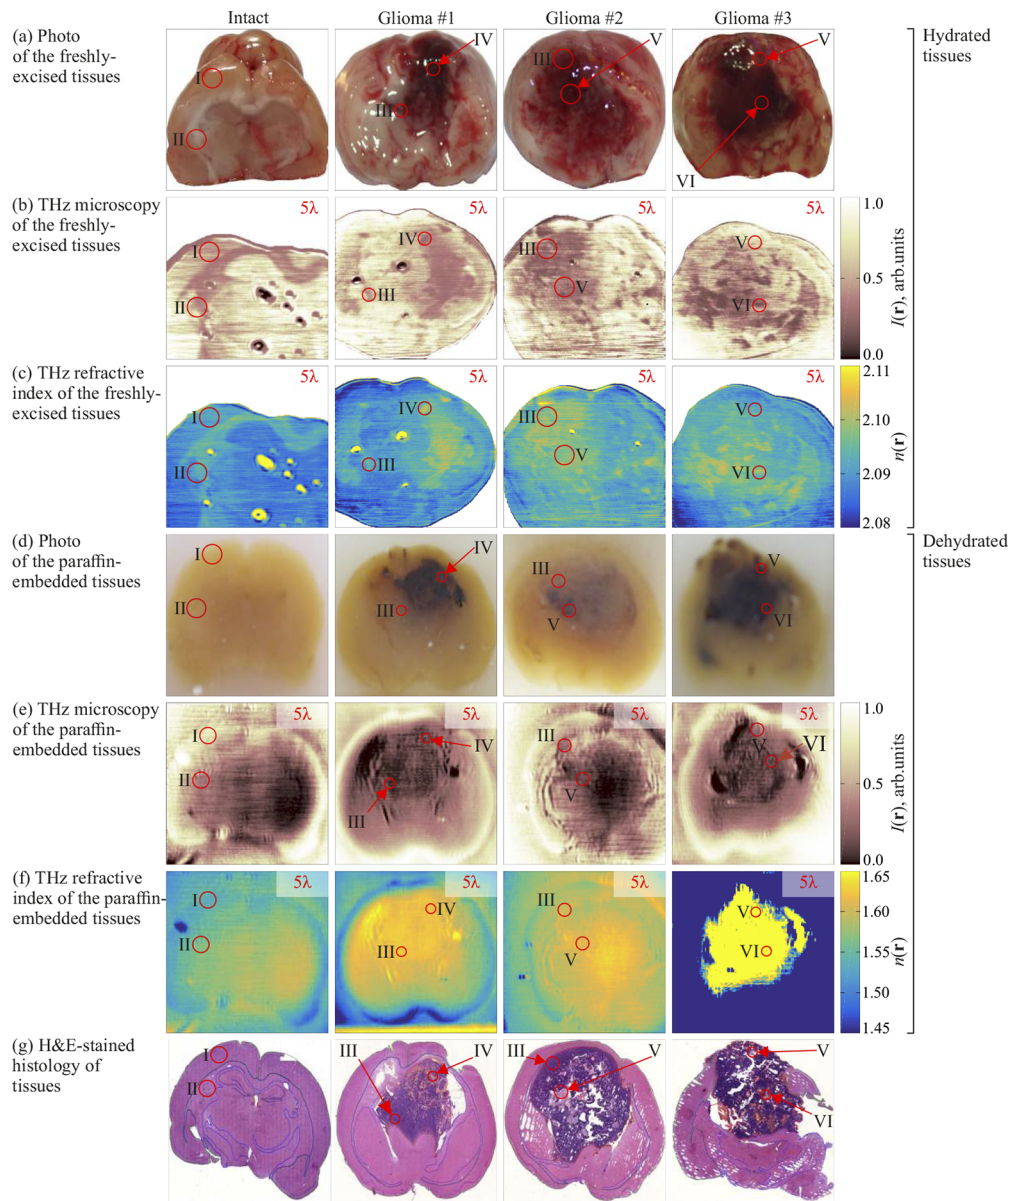 Intact Glioma #1 Glioma #2 Glioma #3
(a) Photo
of the freshly-
excised tissues
I
II
IV
III
III
V
V
VI
Hydrated
tissues
(b) THz microscopy
of the freshly-
excised tissues
5λ 5λ 5λ 5λ
I
II
IV
III
III
V
V
VI
1.0
0.5
0.0
I(r), arb.units
(c) THz refractive
index of the freshly-
excised tissues
5λ 5λ 5λ 5λ
I
II
IV
III
III
V
V
VI
2.11
2.10
2.09
2.08
n(r)
(d) Photo
of the paraffin-
embedded tissues
I
II
IV
III
III
V
V
VI
Dehydrated
tissues
(e) THz microscopy
of the paraffin-
embedded tissues
5λ 5λ 5λ 5λ
I
II
IV
III
III
V
V
VI
1.0
0.5
0.0
I(r), arb.units
(f) THz refractive
index of the paraffin-
embedded tissues
5λ 5λ 5λ 5λ
I
II
IV
III
III
V
V
VI
1.65
1.60
1.55
1.50
1.45
n(r)
(g) H&E-stained
histology of
tissues
I
II
III
IV
III
V
V
VI